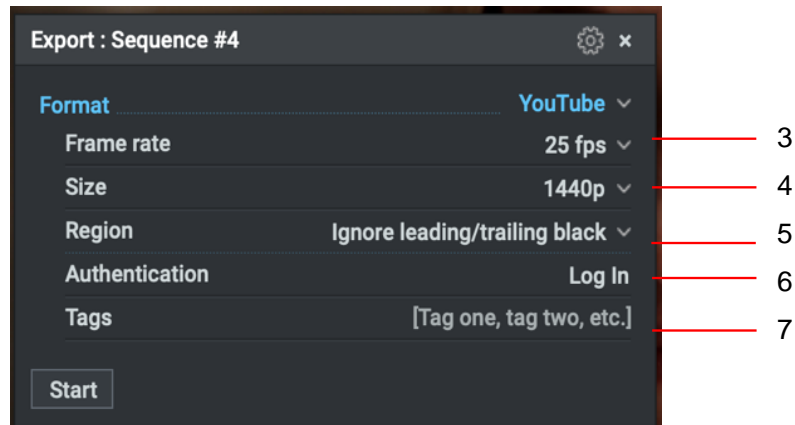 Export : Sequence #4 ×
Format YouTube
Frame rate 25 fps 3
Size 1440p 4
Region Ignore leading/trailing black 5
Authentication Log In 6
Tags [Tag one, tag two, etc.] 7
Start